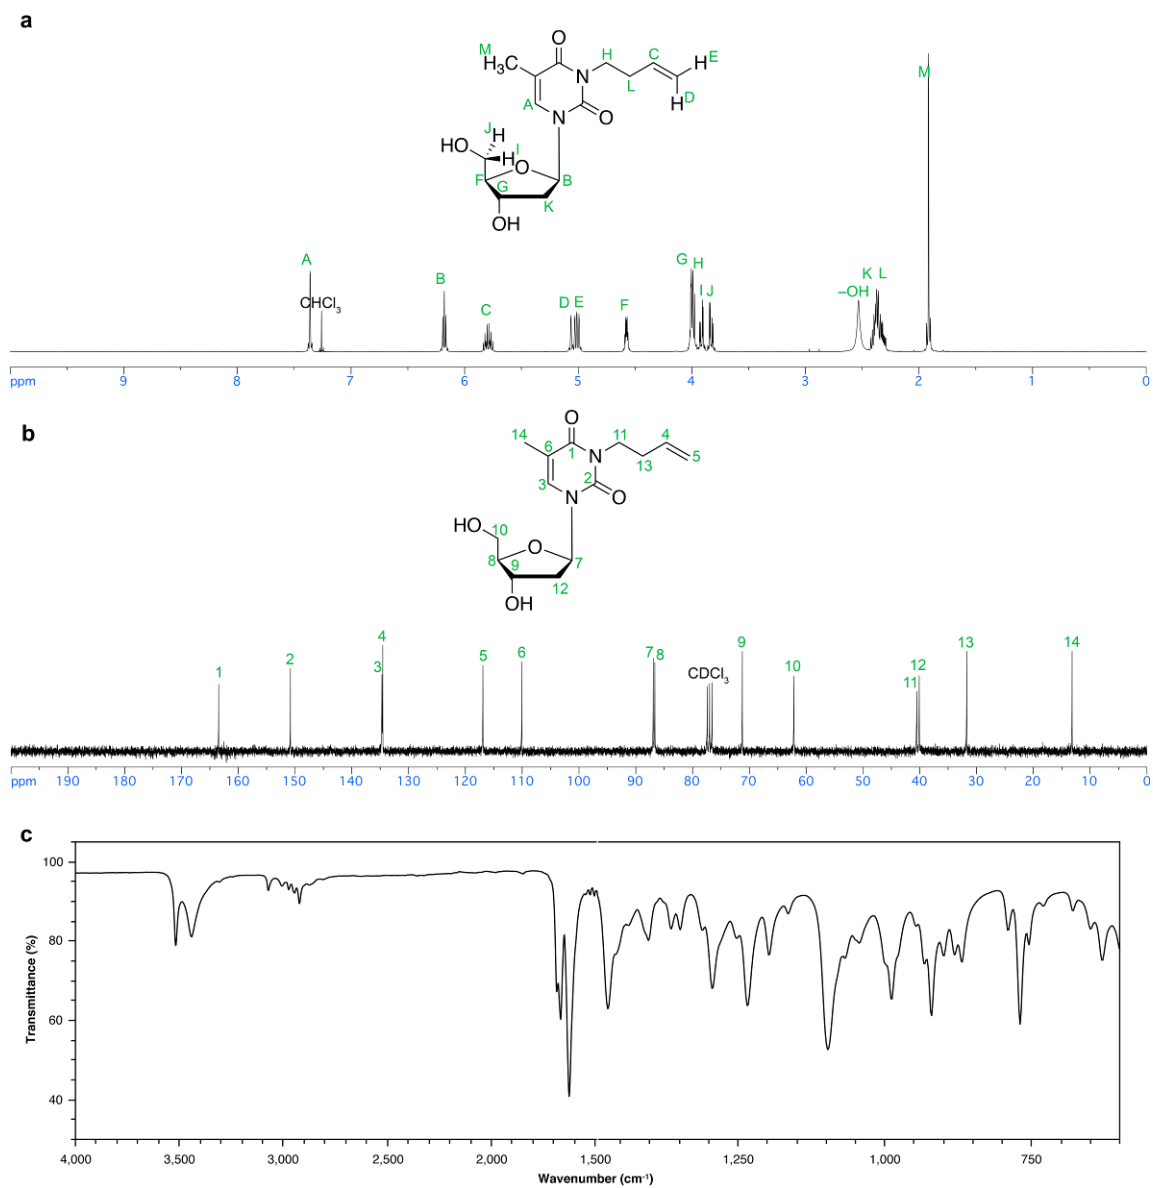 a
O
M
H
C
E
H₃C
N
H
L
H
D
A
N
O
J
H
HO
I
H
O
F
G
B
K
OH
M
A
CHCl₃
B
C
D E
F
G H
I J
–OH
K L
ppm 9 8 7 6 5 4 3 2 1 0
b
O
14
11
4
6
1
N
13
5
3
2
N
O
HO
10
O
8
9
7
12
OH
1
2
3
4
5
6
7 8
CDCl₃
9
10
11
12
13
14
ppm 190 180 170 160 150 140 130 120 110 100 90 80 70 60 50 40 30 20 10 0
c
100
80
60
40
Transmittance (%)
4,000 3,500 3,000 2,500 2,000 1,500 1,250 1,000 750
Wavenumber (cm⁻¹)